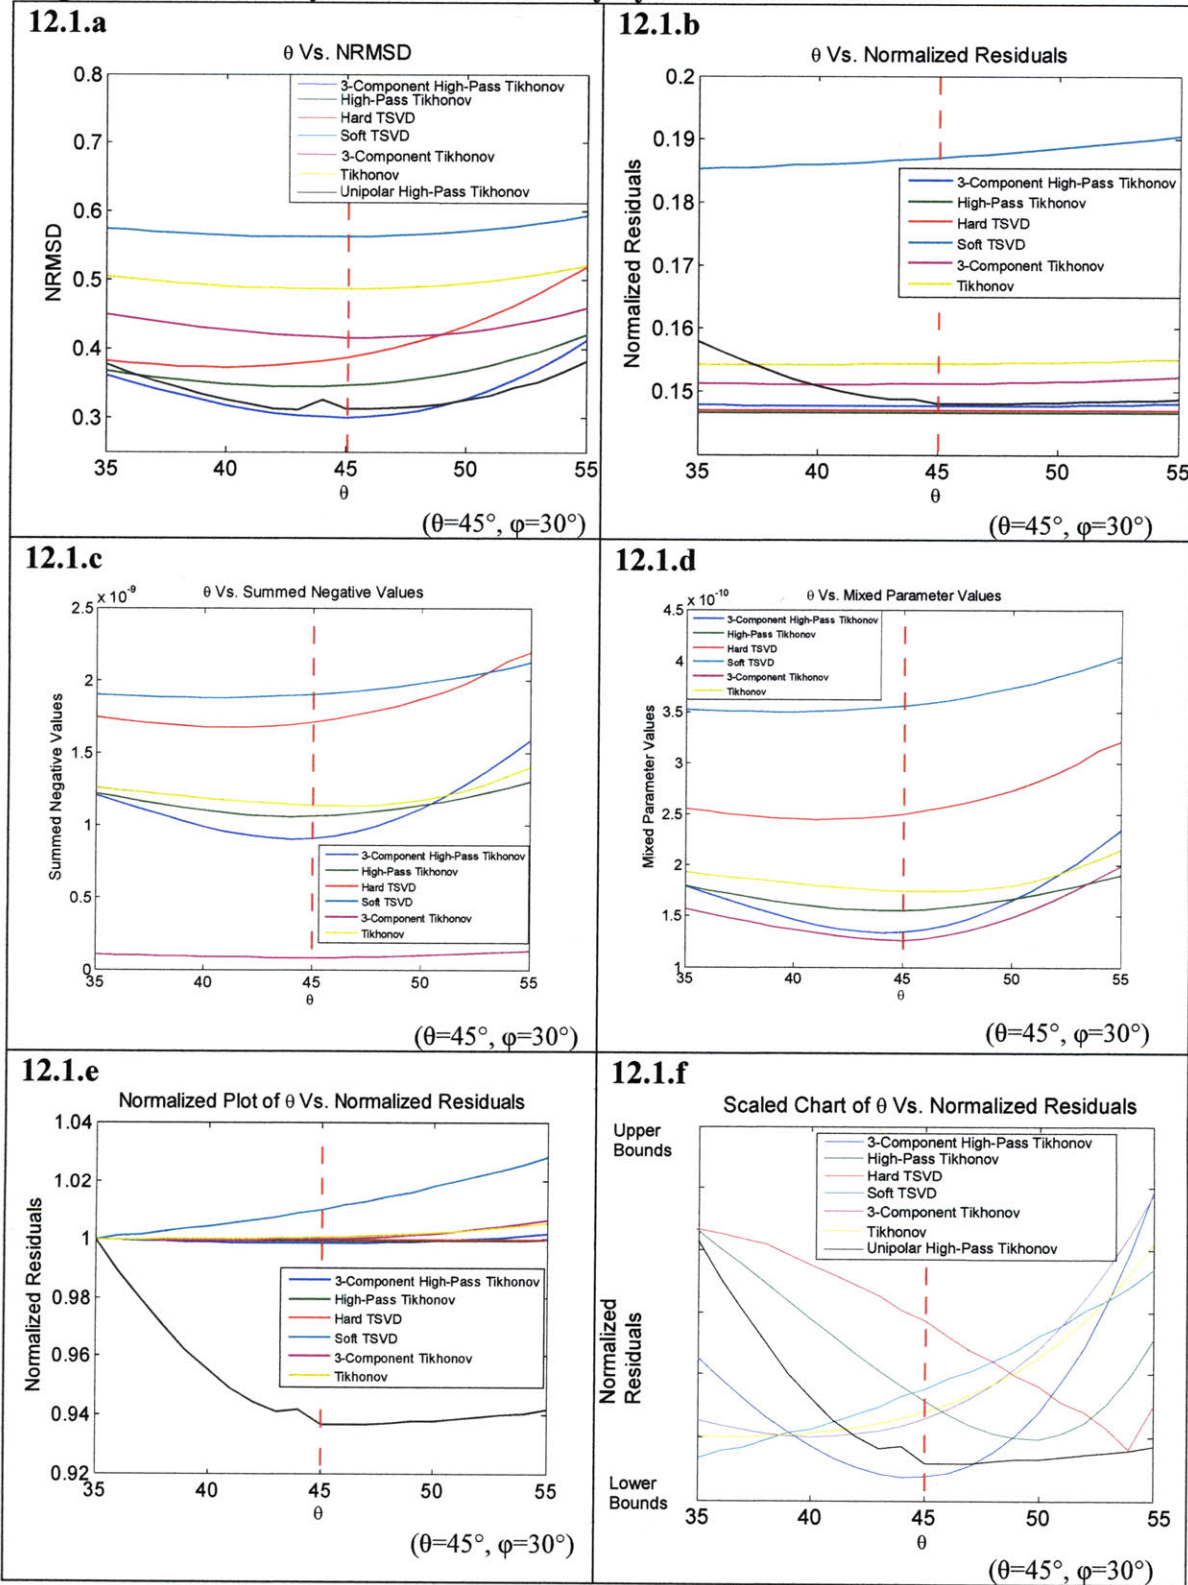 12.1.a
θ Vs. NRMSD
0.8
0.7
0.6
0.5
0.4
0.3
NRMSD
3-Component High-Pass Tikhonov
High-Pass Tikhonov
Hard TSVD
Soft TSVD
3-Component Tikhonov
Tikhonov
Unipolar High-Pass Tikhonov
35 40 45 50 55
θ
(θ=45°, φ=30°)
12.1.b
θ Vs. Normalized Residuals
0.2
0.19
0.18
0.17
0.16
0.15
Normalized Residuals
3-Component High-Pass Tikhonov
High-Pass Tikhonov
Hard TSVD
Soft TSVD
3-Component Tikhonov
Tikhonov
35 40 45 50 55
θ
(θ=45°, φ=30°)
12.1.c
x 10⁻⁹
θ Vs. Summed Negative Values
2.5
2
1.5
1
0.5
0
Summed Negative Values
3-Component High-Pass Tikhonov
High-Pass Tikhonov
Hard TSVD
Soft TSVD
3-Component Tikhonov
Tikhonov
35 40 45 50 55
θ
(θ=45°, φ=30°)
12.1.d
x 10⁻¹⁰
θ Vs. Mixed Parameter Values
4.5
4
3.5
3
2.5
2
1.5
1
Mixed Parameter Values
3-Component High-Pass Tikhonov
High-Pass Tikhonov
Hard TSVD
Soft TSVD
3-Component Tikhonov
Tikhonov
35 40 45 50 55
θ
(θ=45°, φ=30°)
12.1.e
Normalized Plot of θ Vs. Normalized Residuals
1.04
1.02
1
0.98
0.96
0.94
0.92
Normalized Residuals
3-Component High-Pass Tikhonov
High-Pass Tikhonov
Hard TSVD
Soft TSVD
3-Component Tikhonov
Tikhonov
35 40 45 50 55
θ
(θ=45°, φ=30°)
12.1.f
Scaled Chart of θ Vs. Normalized Residuals
Upper
Bounds
3-Component High-Pass Tikhonov
High-Pass Tikhonov
Hard TSVD
Soft TSVD
3-Component Tikhonov
Tikhonov
Unipolar High-Pass Tikhonov
Normalized
Residuals
Lower
Bounds
35 40 45 50 55
θ
(θ=45°, φ=30°)